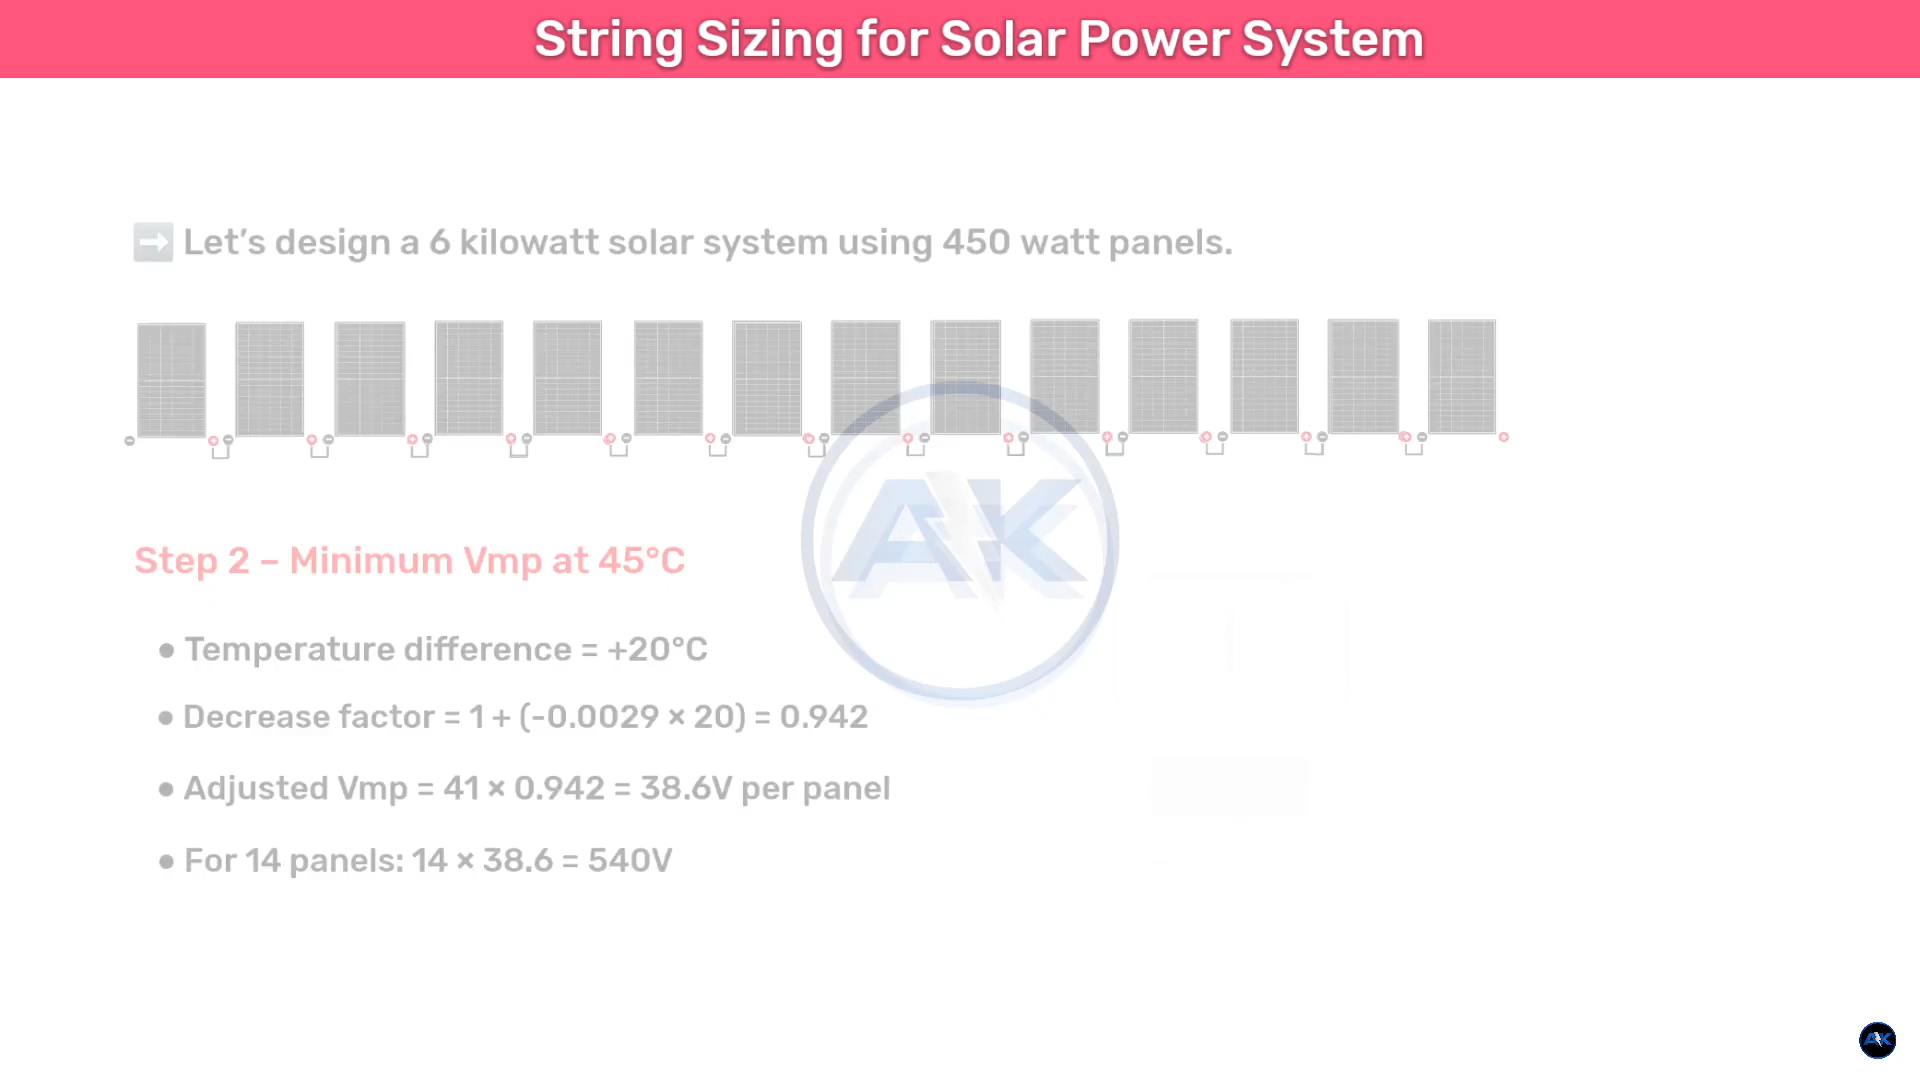 String Sizing for Solar Power System
➡ Let’s design a 6 kilowatt solar system using 450 watt panels.
AK
Step 2 – Minimum Vmp at 45°C
● Temperature difference = +20°C
● Decrease factor = 1 + (-0.0029 × 20) = 0.942
● Adjusted Vmp = 41 × 0.942 = 38.6V per panel
● For 14 panels: 14 × 38.6 = 540V
AK